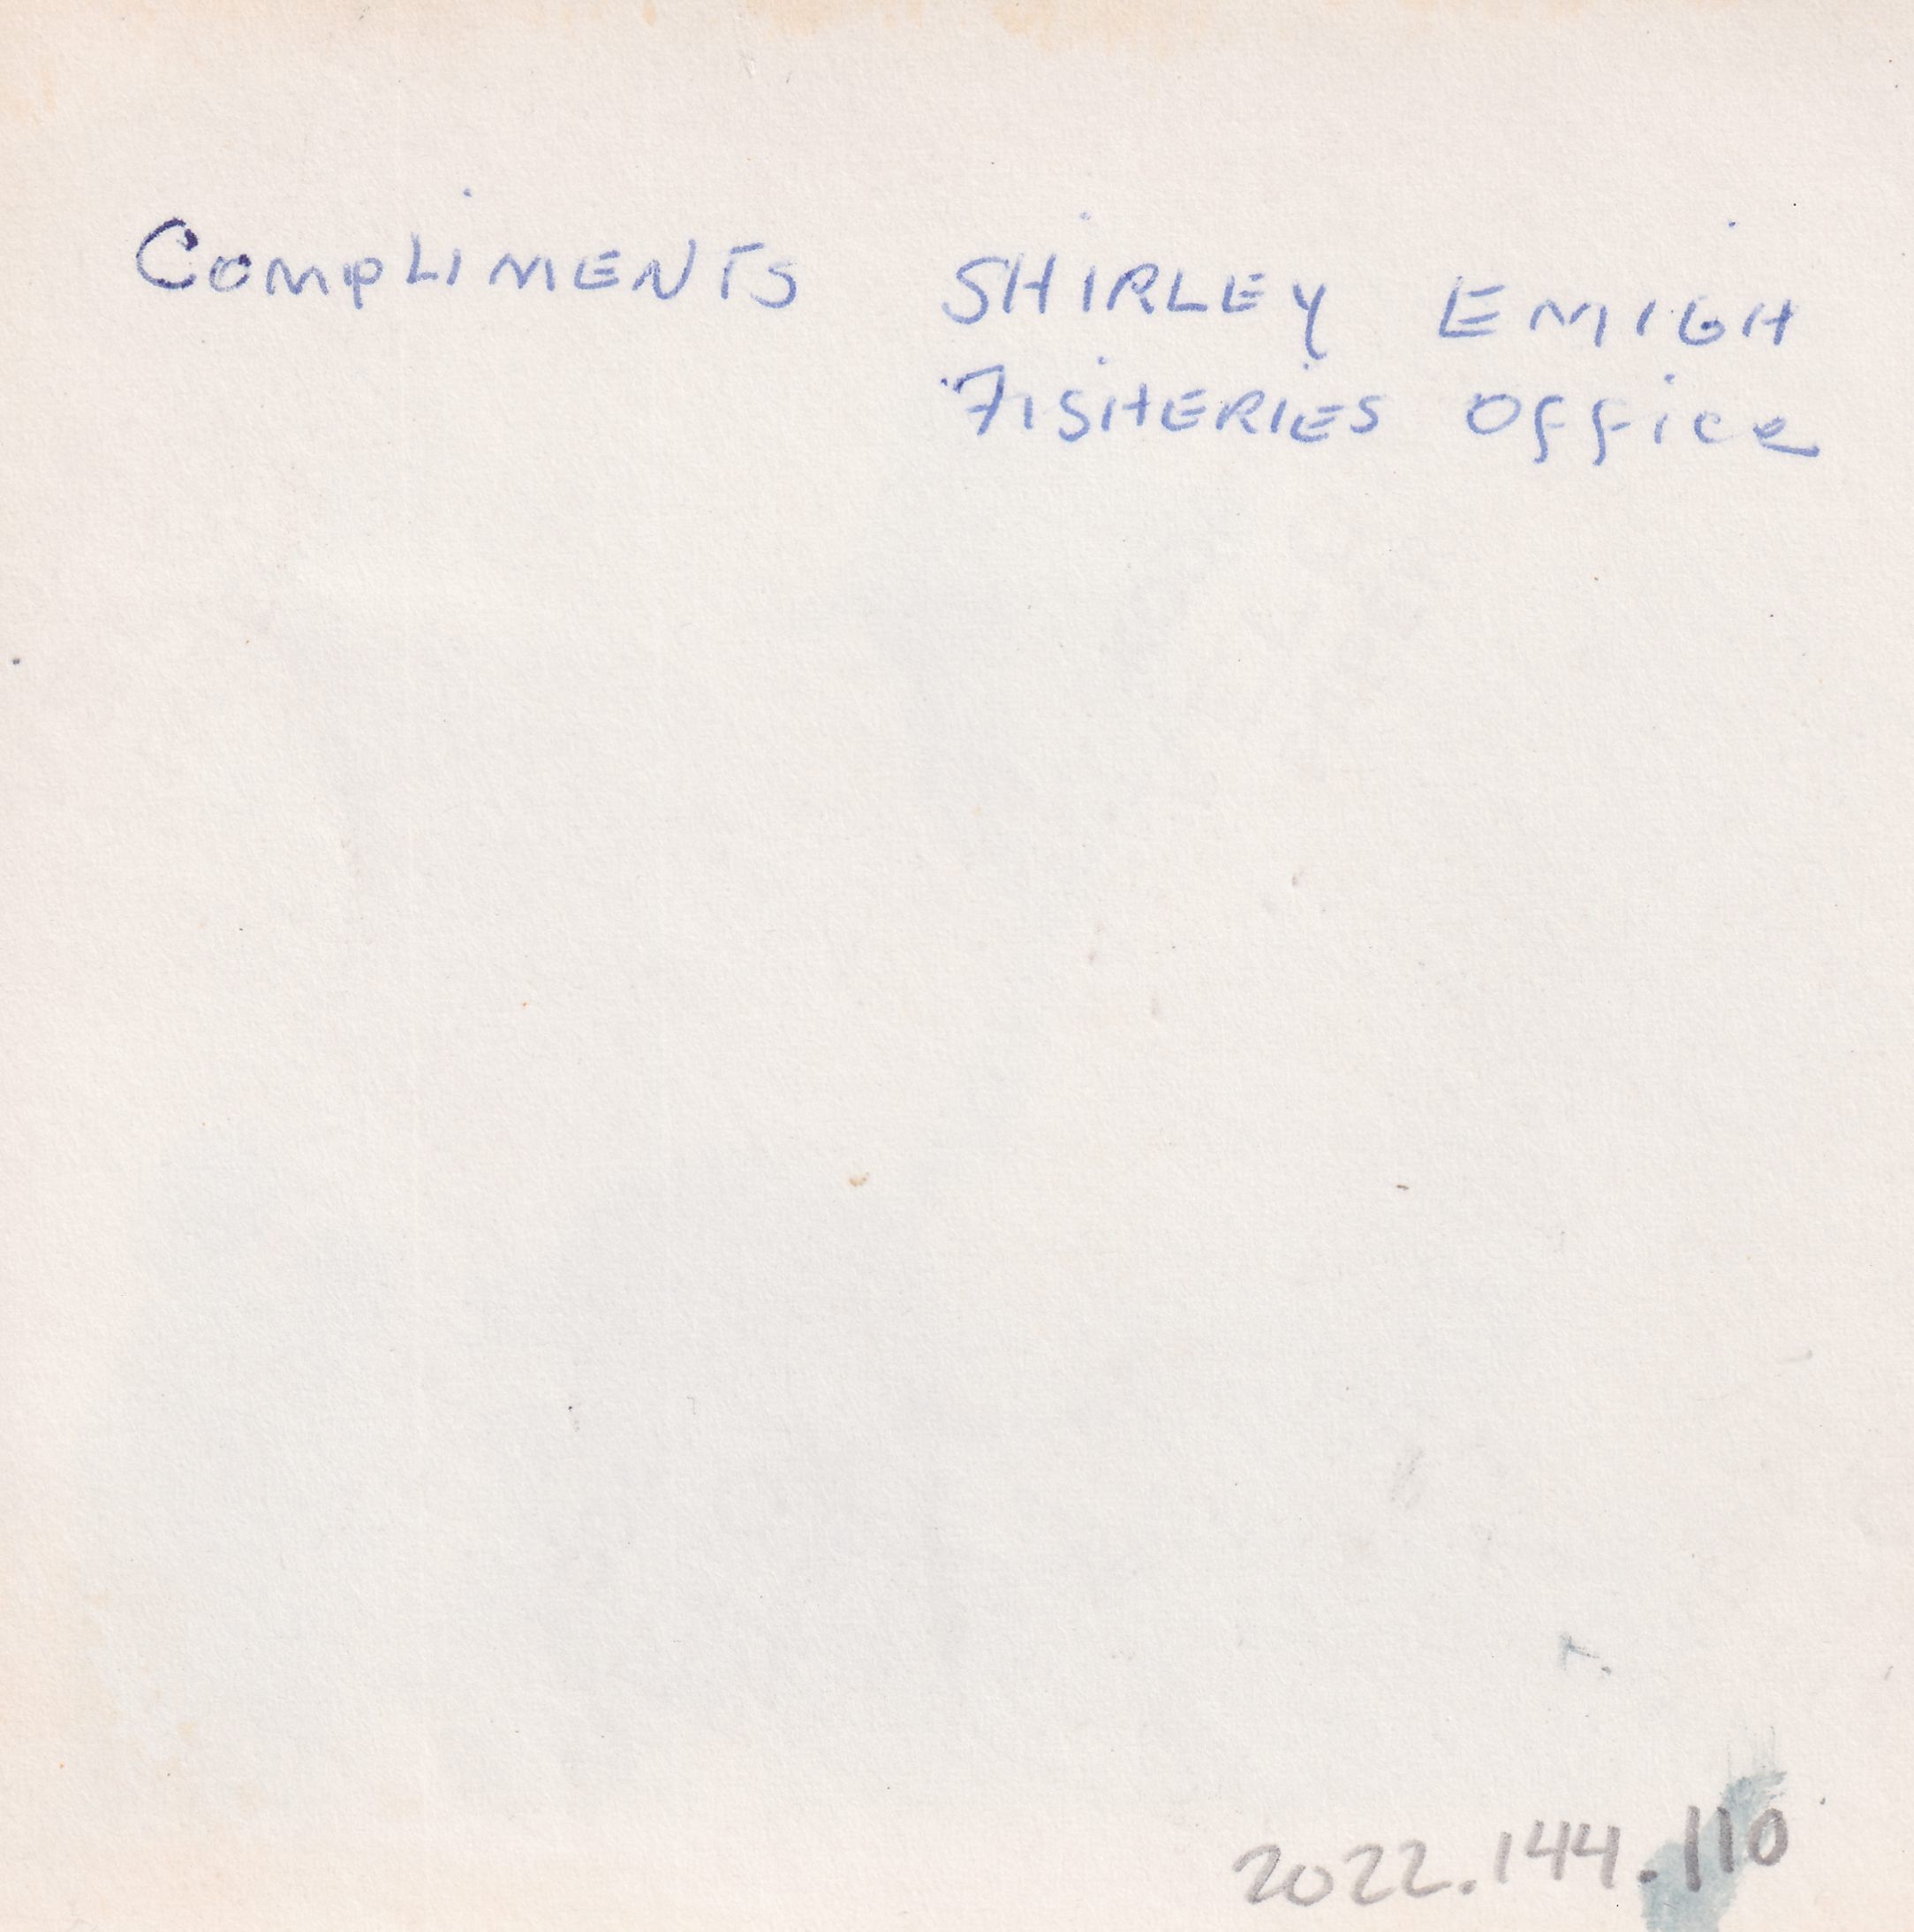 Compliments SHIRLEY EMIGH
FISHERIES Office
2022.144.110